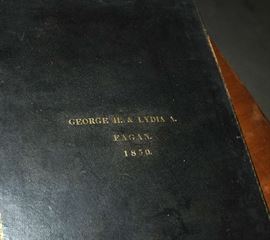 GEORGE H. & LYDIA A.
FAGAN.
1850.